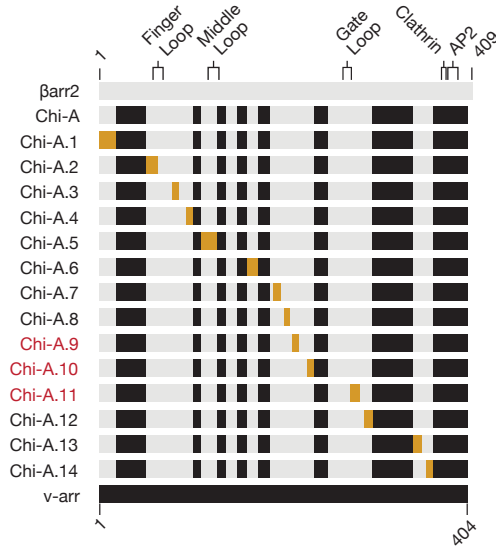 Finger
Loop
Middle
Loop
Gate
Loop
Clathrin
AP2
1
409
βarr2
Chi-A
Chi-A.1
Chi-A.2
Chi-A.3
Chi-A.4
Chi-A.5
Chi-A.6
Chi-A.7
Chi-A.8
Chi-A.9
Chi-A.10
Chi-A.11
Chi-A.12
Chi-A.13
Chi-A.14
v-arr
1
404